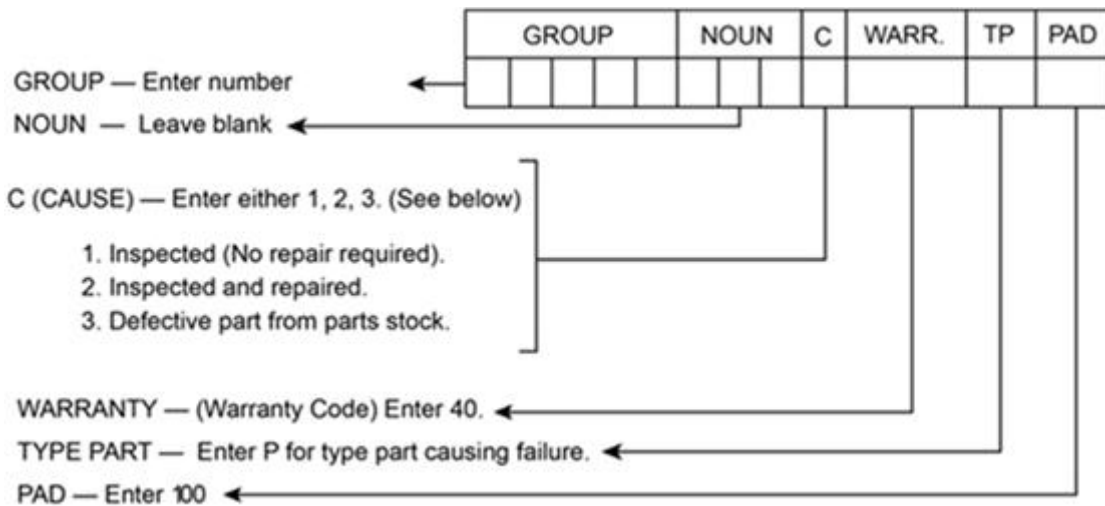 GROUP NOUN C WARR. TP PAD
GROUP — Enter number
NOUN — Leave blank
C (CAUSE) — Enter either 1, 2, 3. (See below)
1. Inspected (No repair required).
2. Inspected and repaired.
3. Defective part from parts stock.
WARRANTY — (Warranty Code) Enter 40.
TYPE PART — Enter P for type part causing failure.
PAD — Enter 100